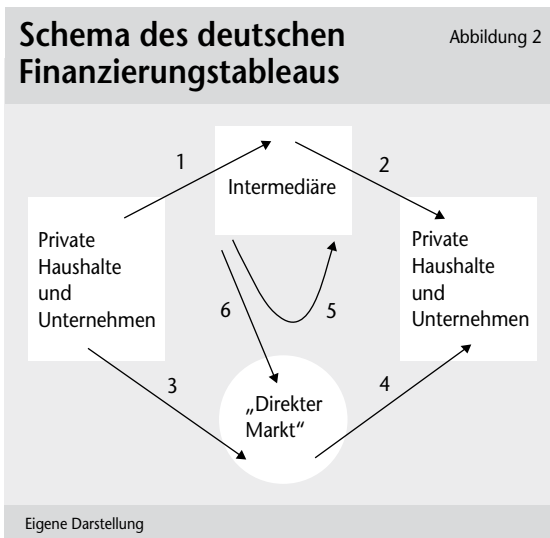 Schema des deutschen
Finanzierungstableaus
Abbildung 2
1
2
Intermediäre
Private
Haushalte
und
Unternehmen
Private
Haushalte
und
Unternehmen
6
5
3
4
„Direkter
Markt“
Eigene Darstellung